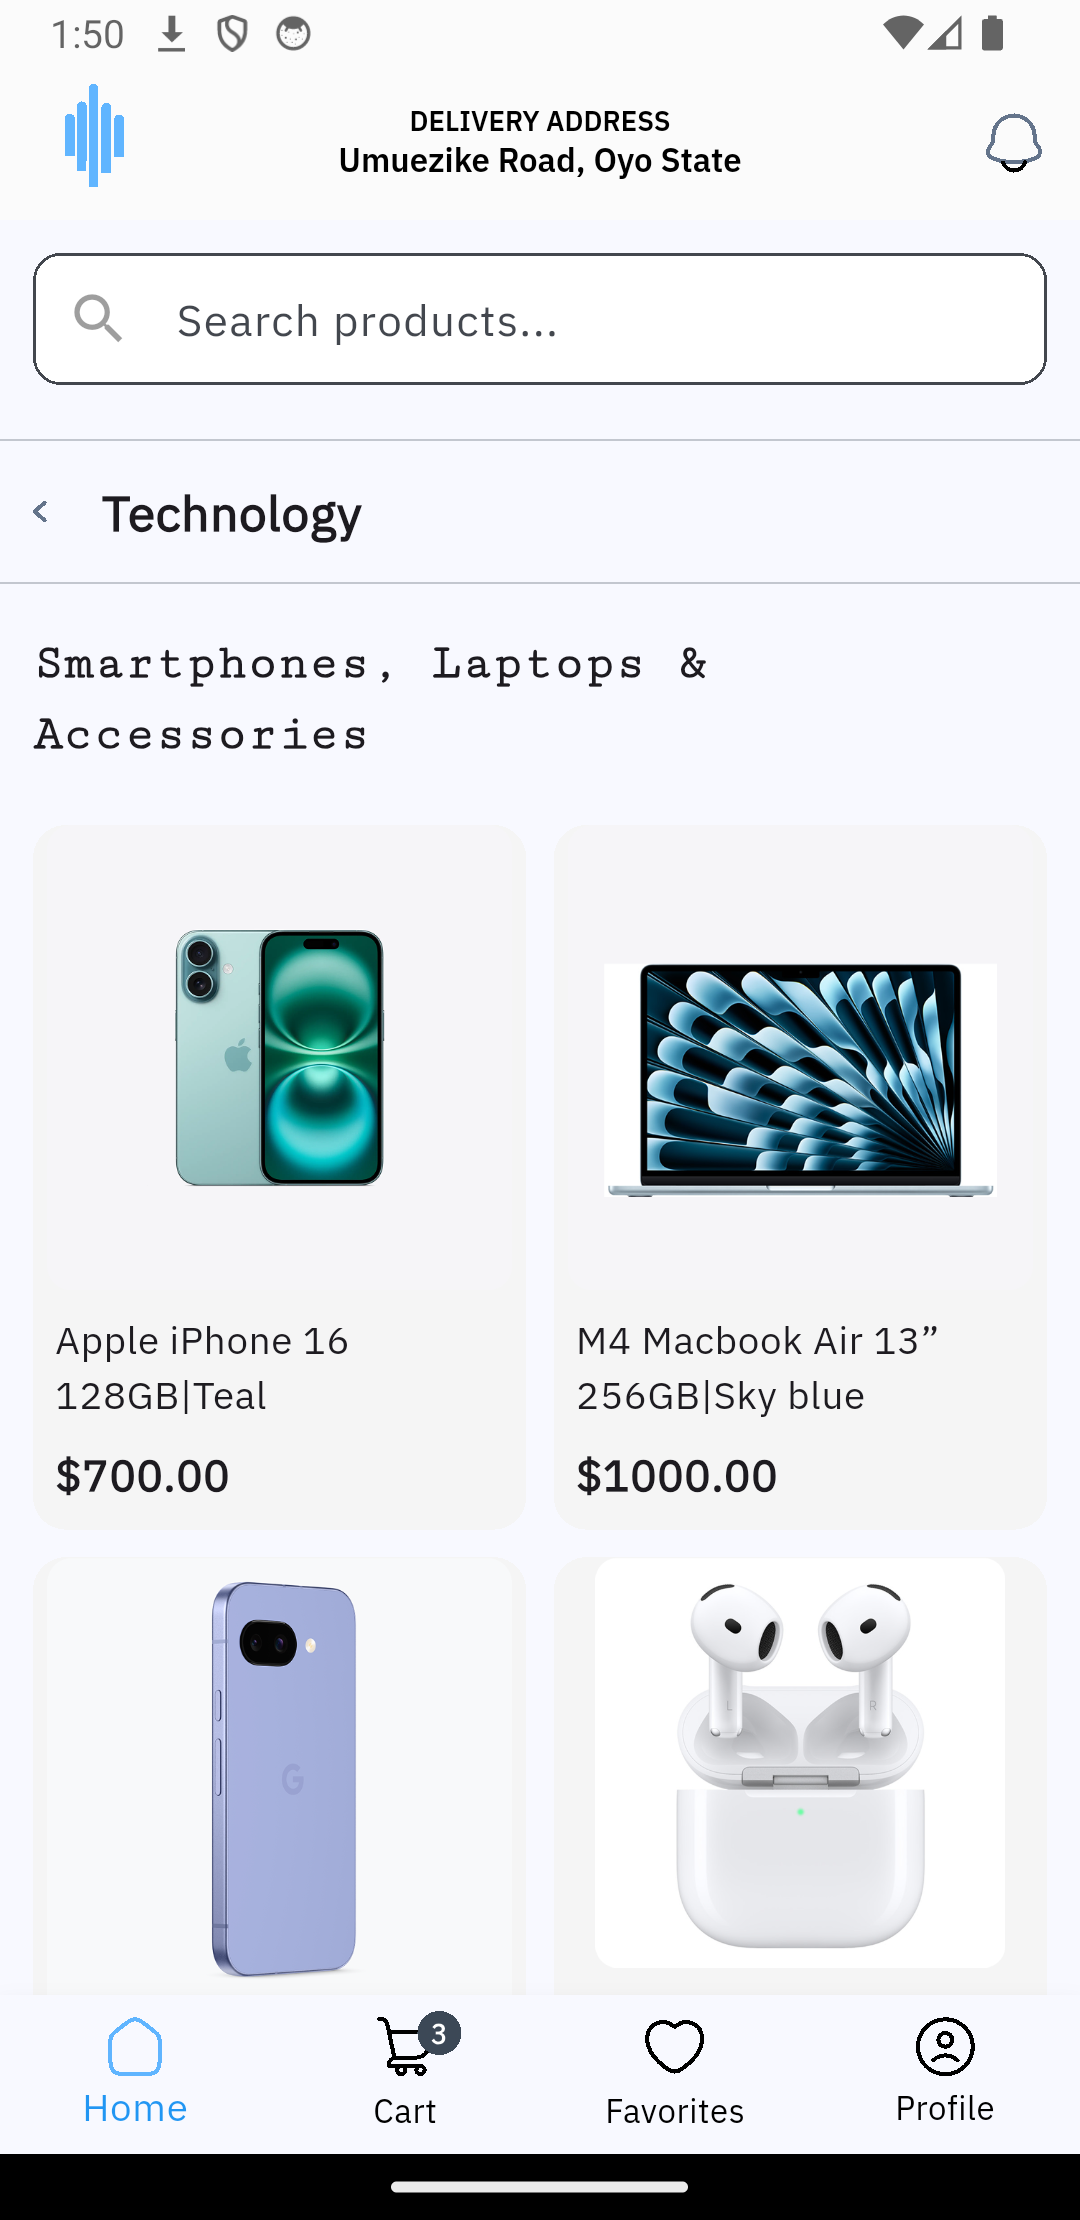 1:50
DELIVERY ADDRESS
Umuezike Road, Oyo State
Search products...
Technology
Smartphones, Laptops &
Accessories
Apple iPhone 16
128GB|Teal
$700.00
M4 Macbook Air 13”
256GB|Sky blue
$1000.00
G
L
R
3
Home
Cart
Favorites
Profile